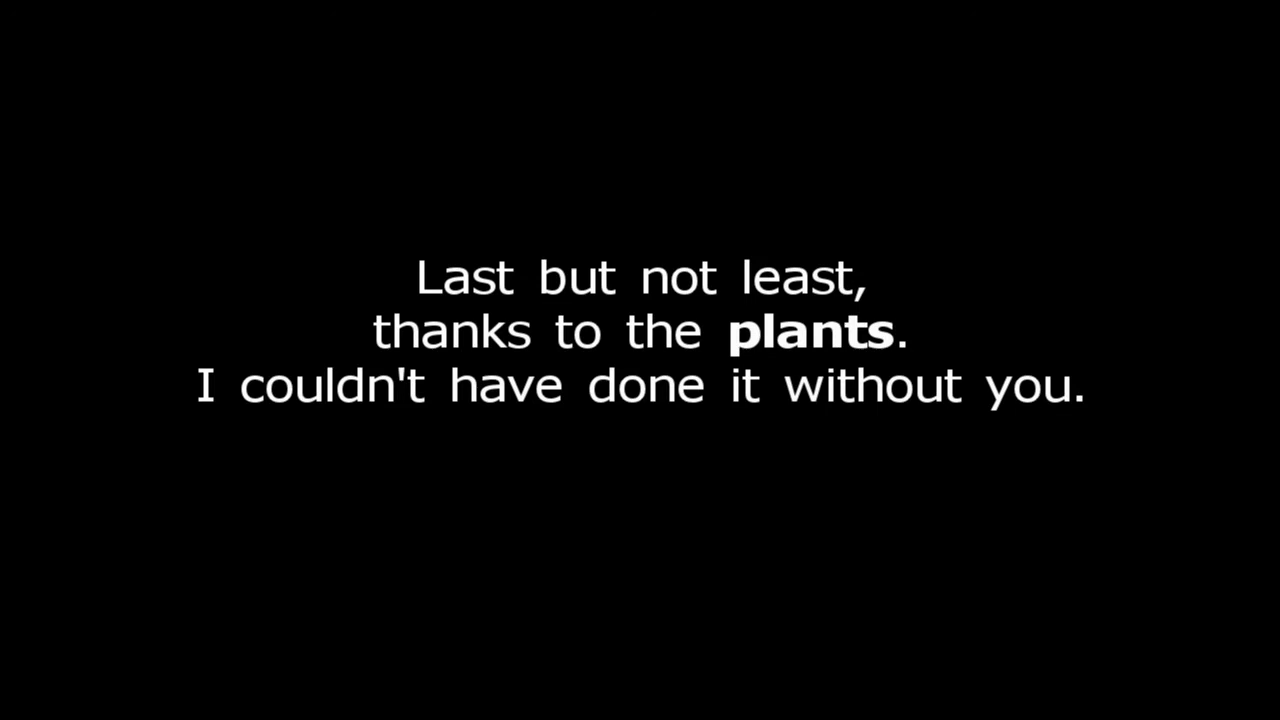 Last but not least,
thanks to the plants.
I couldn't have done it without you.